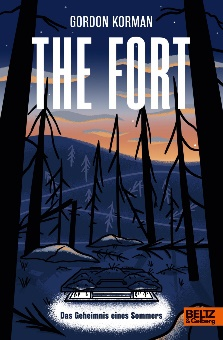 GORDON KORMAN
THE FORT
Das Geheimnis eines Sommers
BELTZ
& Gelberg